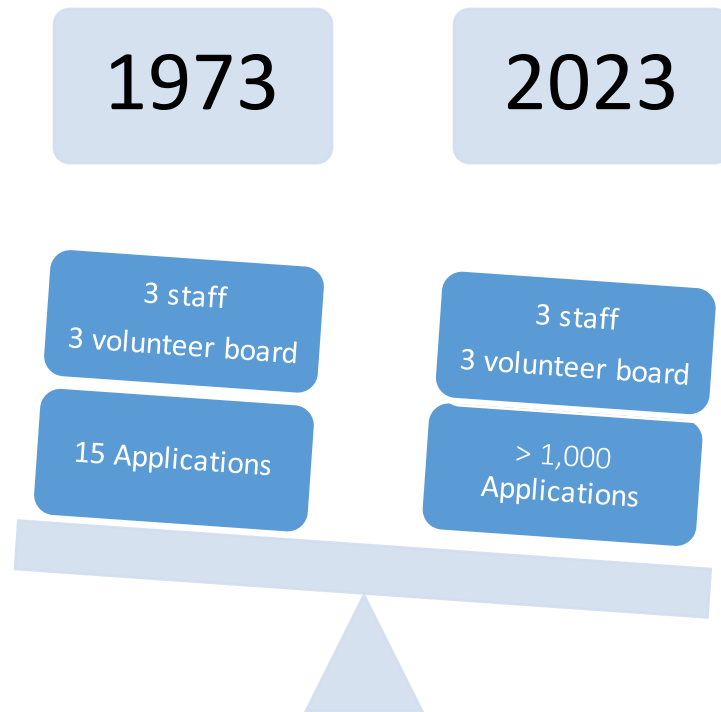 1973
2023
3 staff
3 volunteer board
15 Applications
3 staff
3 volunteer board
> 1,000
Applications